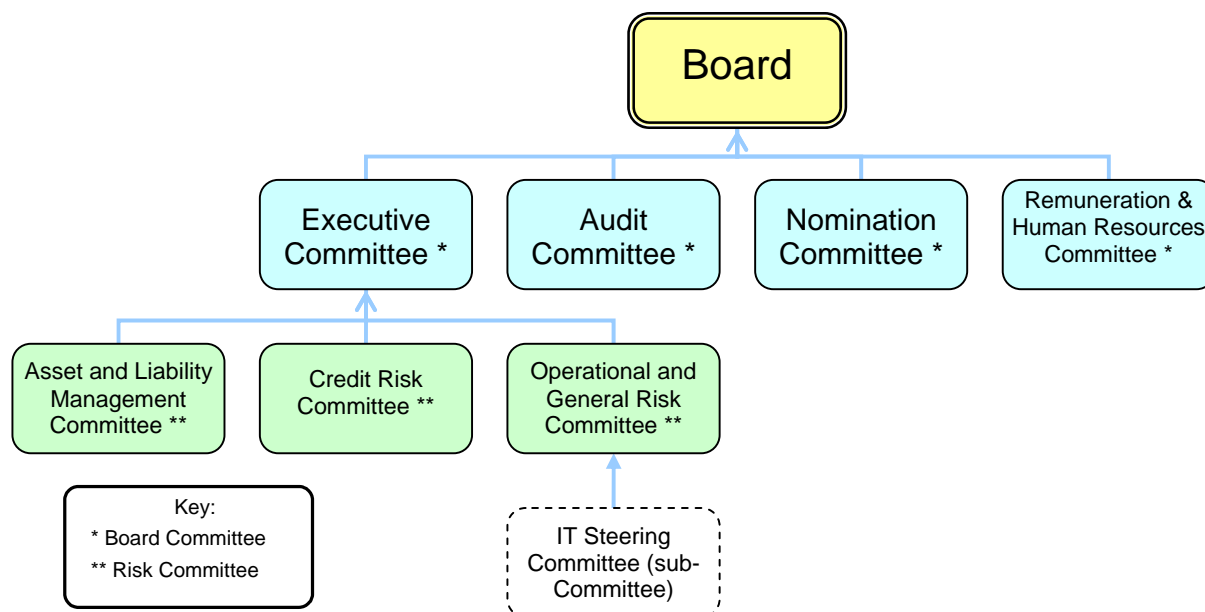 Board
Executive
Committee *
Audit
Committee *
Nomination
Committee *
Remuneration &
Human Resources
Committee *
Asset and Liability
Management
Committee **
Credit Risk
Committee **
Operational and
General Risk
Committee **
Key:
* Board Committee
** Risk Committee
IT Steering
Committee (sub-
Committee)